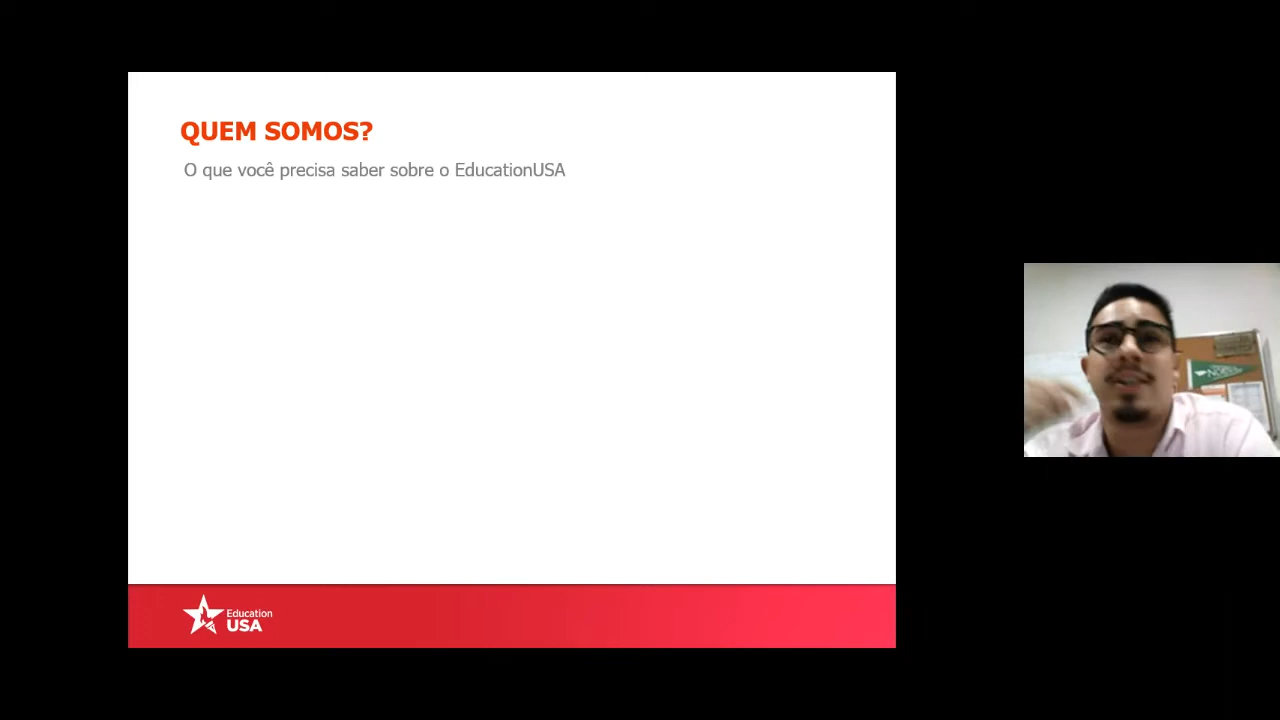 QUEM SOMOS?
O que você precisa saber sobre o EducationUSA
Education
USA